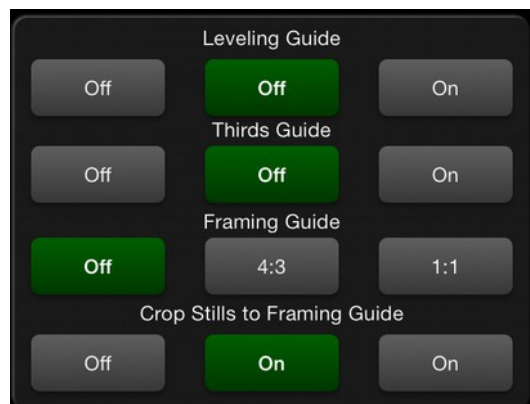 Leveling Guide
Off Off On
Thirds Guide
Off Off On
Framing Guide
Off 4:3 1:1
Crop Stills to Framing Guide
Off On On